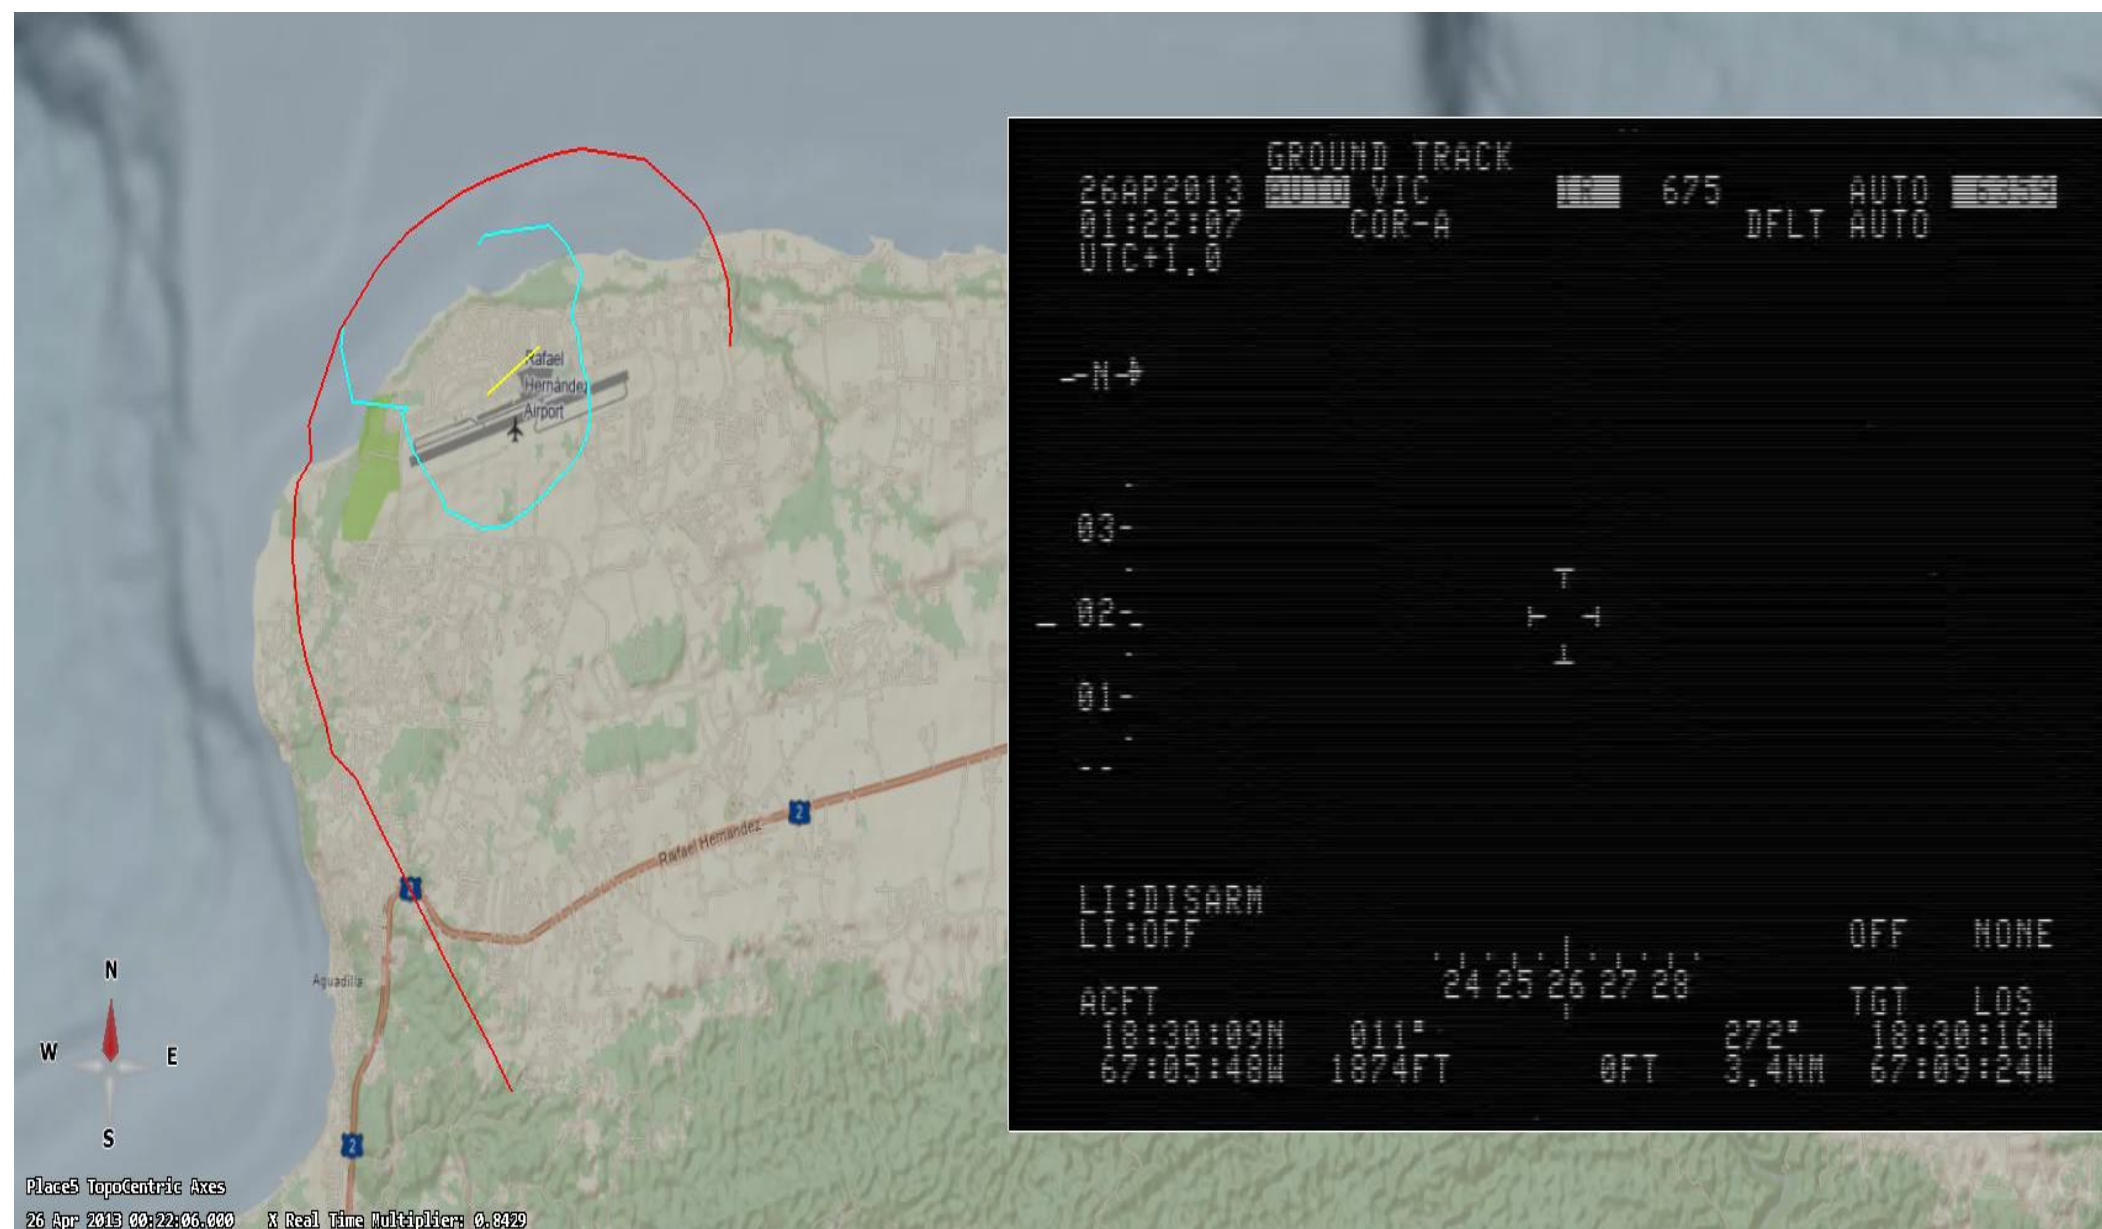 Rafael
Hernández
Airport
2
2
Rafael Hernandez
Aguadilla
2
N
W
E
S
Place5 TopoCentric Axes
26 Apr 2013 00:22:06.000 X Real Time Multiplier: 0.8429
GROUND TRACK
26AP2013 AUTO VIC IR 675 AUTO
01:22:07 COR-A DFLT AUTO
UTC+1.0
N
03
02
01
LI:DISARM
LI:OFF OFF NONE
24 25 26 27 28
ACFT TGT LOS
18:30:09N 011° 272° 18:30:16N
67:05:48W 1874FT 0FT 3.4NM 67:09:24W